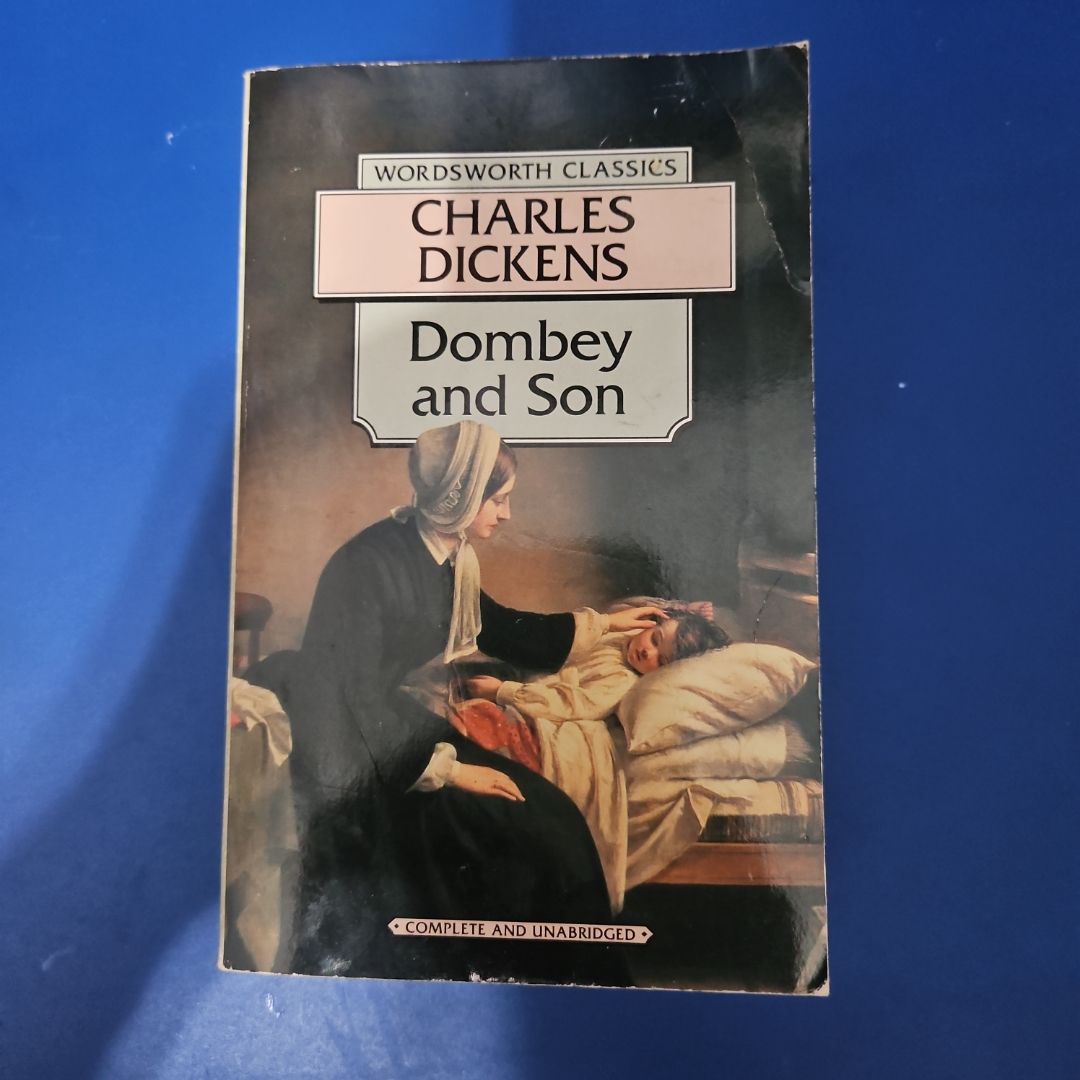 WORDSWORTH CLASSICS
CHARLES
DICKENS
Dombey
and Son
COMPLETE AND UNABRIDGED